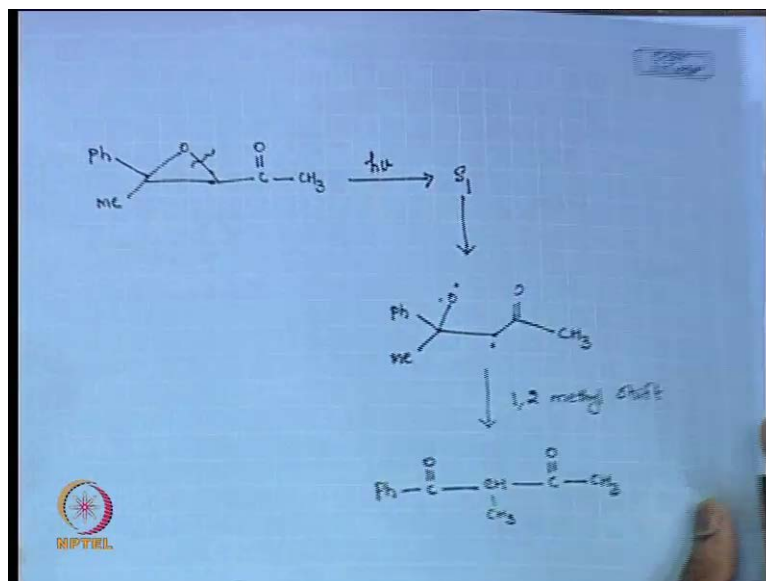 Ph
O
O
C — CH₃
me
hν
S₁
Ph
O
O
CH₃
me
1,2 methyl shift
O
O
Ph — C — CH — C — CH₃
CH₃
NPTEL